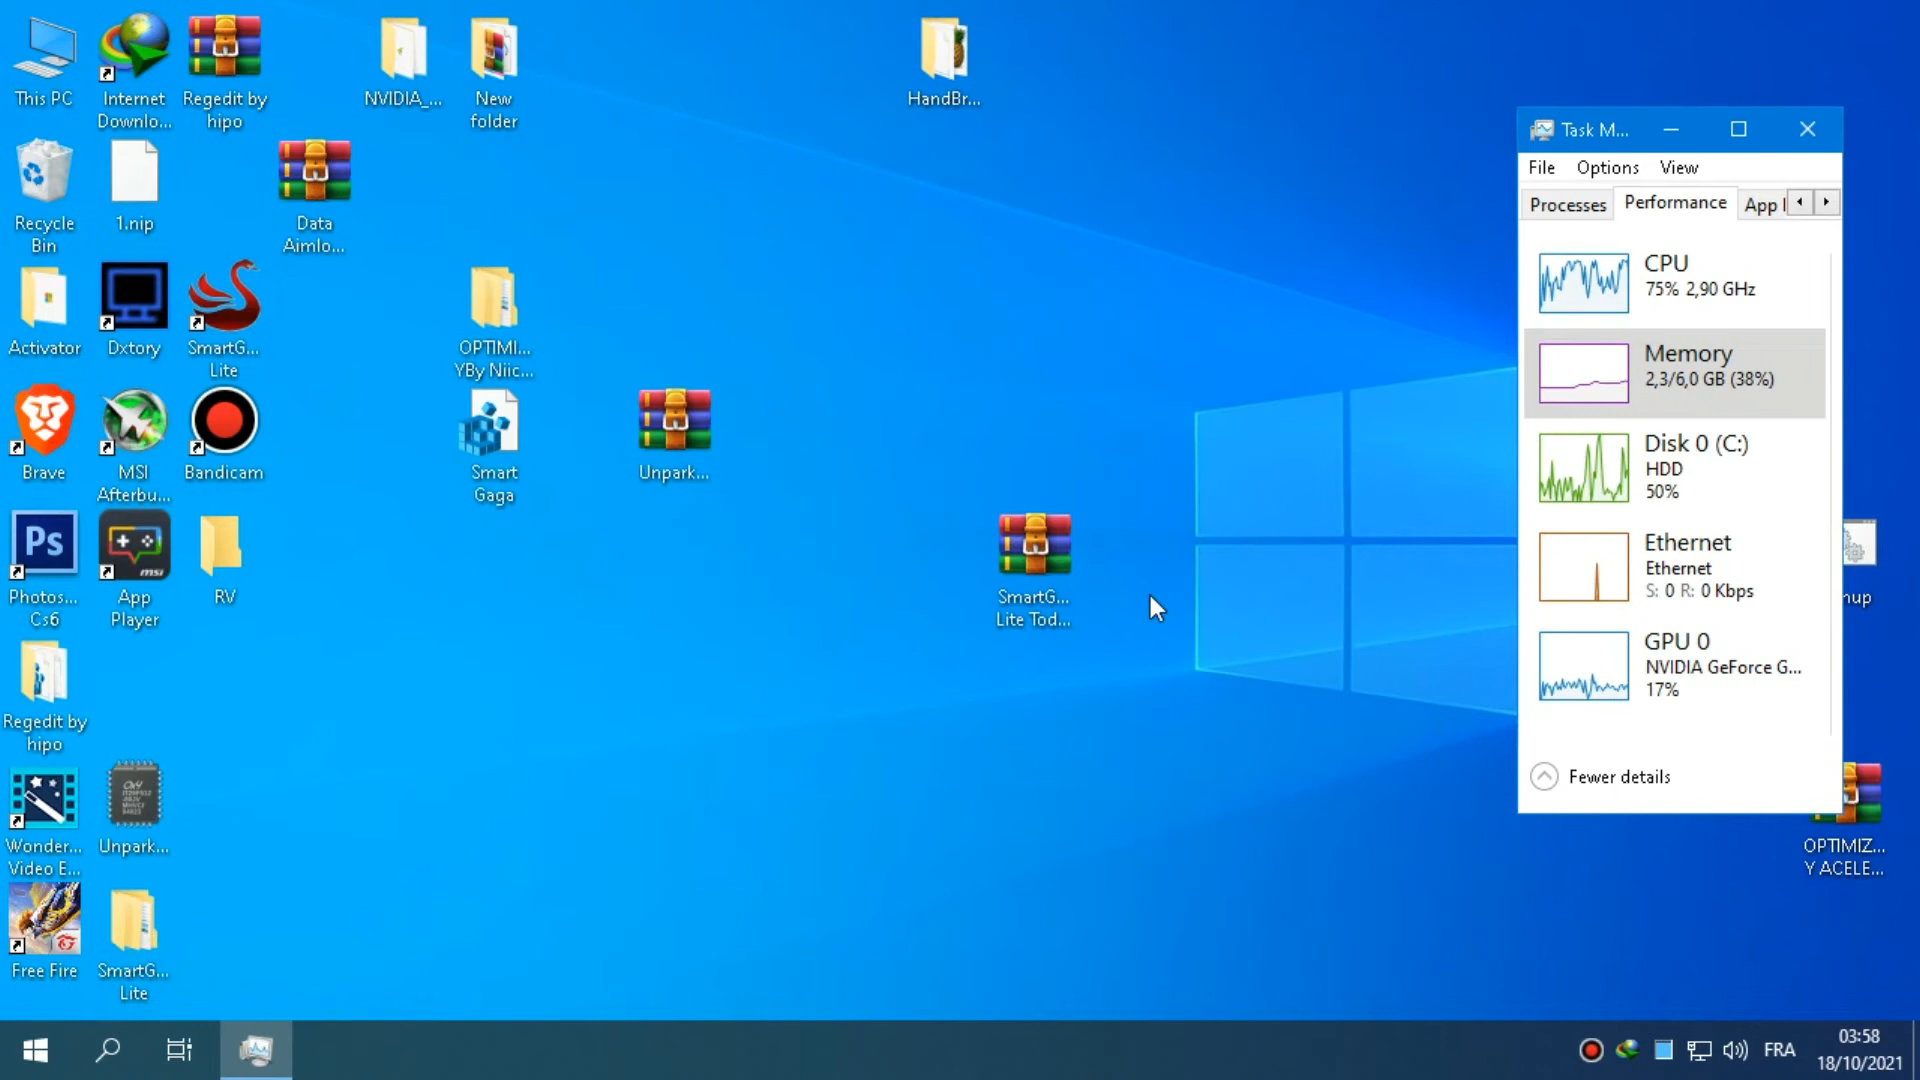 This PC
Internet
Downlo...
Regedit by
hipo
NVIDIA_...
New
folder
HandBr...
Recycle
Bin
1.nip
Data
Aimlo...
Activator
Dxtory
SmartG...
Lite
OPTIMI...
YBy Niic...
Brave
MSI
Afterbu...
Bandicam
Smart
Gaga
Unpark...
Ps
Photos...
Cs6
msi
App
Player
RV
SmartG...
Lite Tod...
nup
Regedit by
hipo
Wonder...
Video E...
Unpark...
OPTIMIZ...
Y ACELE...
Free Fire
SmartG...
Lite
Task M...
File Options View
Processes Performance App
CPU
75% 2,90 GHz
Memory
2,3/6,0 GB (38%)
Disk 0 (C:)
HDD
50%
Ethernet
Ethernet
S: 0 R: 0 Kbps
GPU 0
NVIDIA GeForce G...
17%
Fewer details
FRA
03:58
18/10/2021